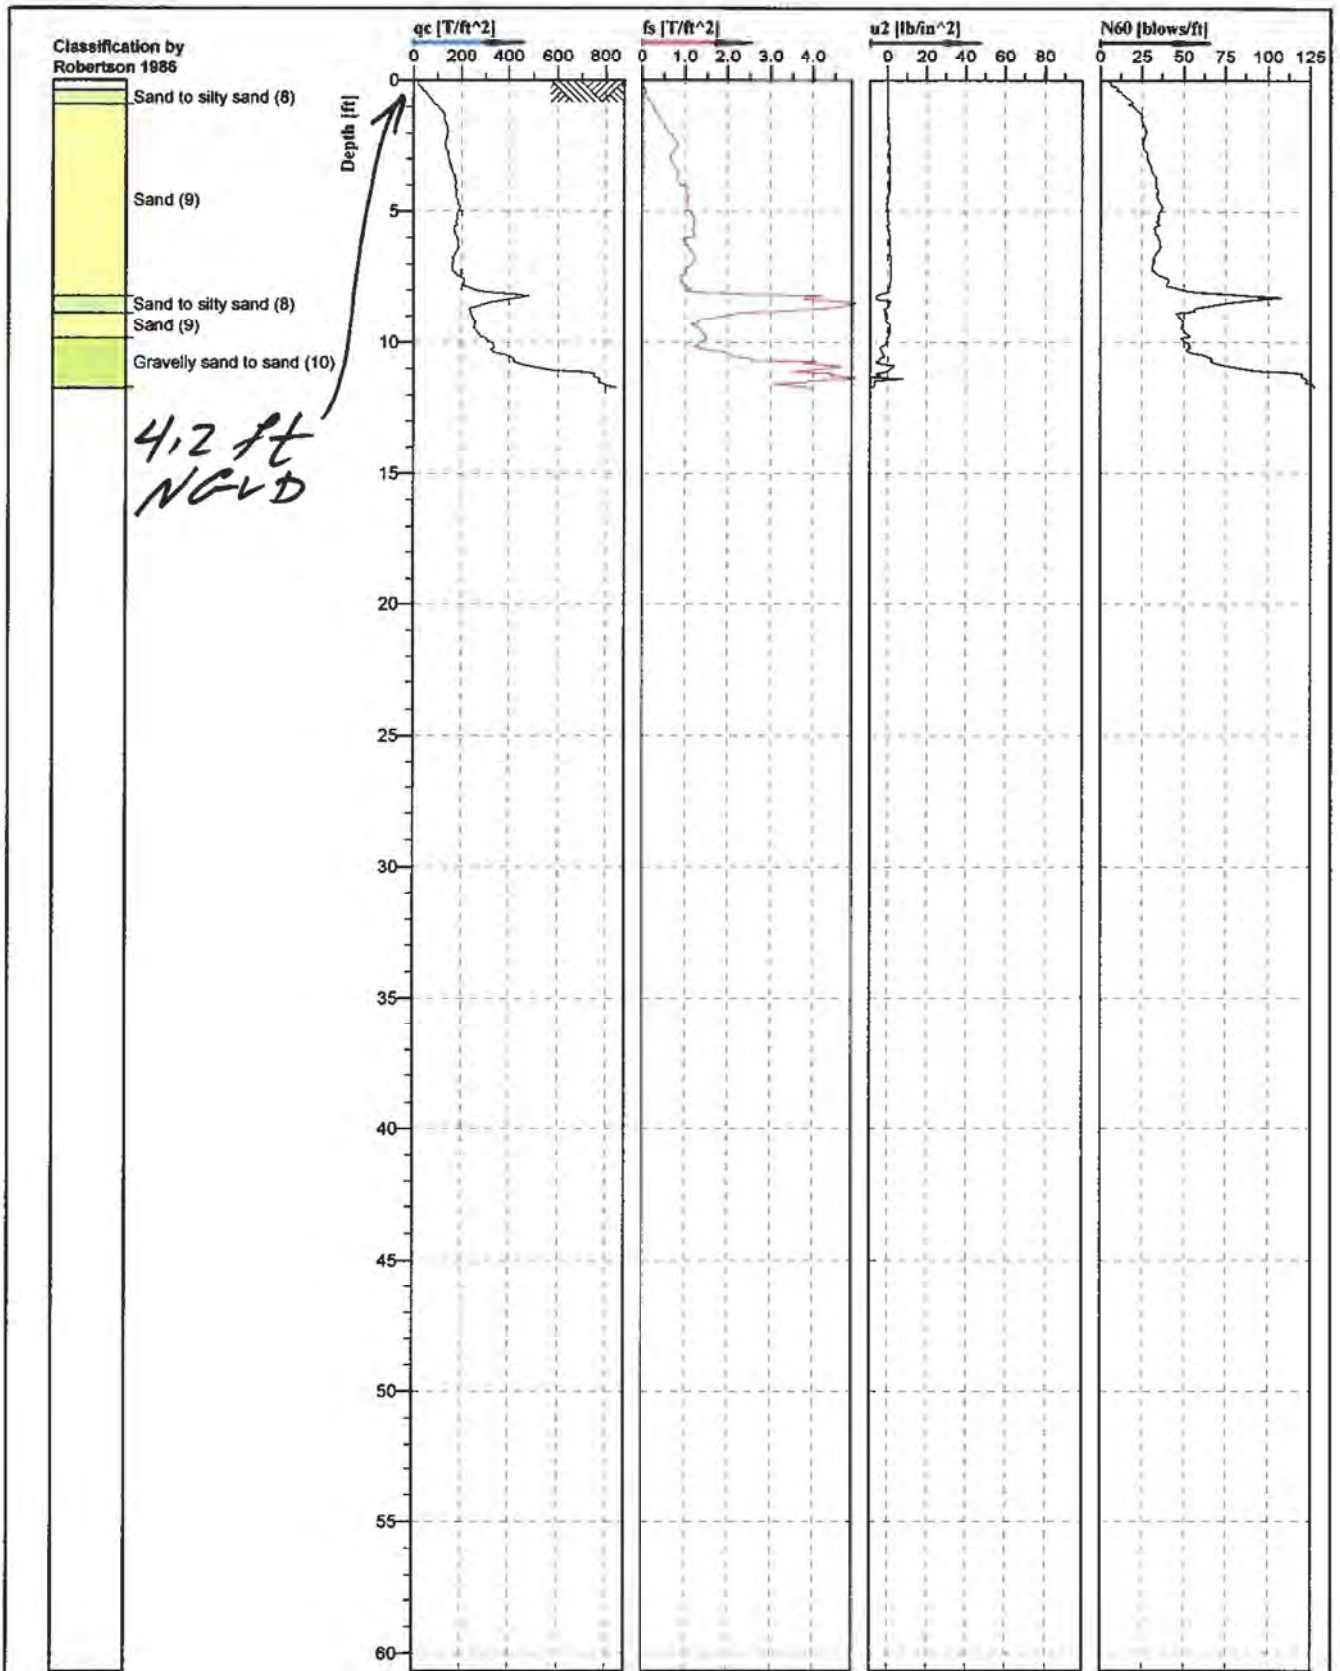 Classification by
Robertson 1986
Sand to silty sand (8)
Sand (9)
Sand to silty sand (8)
Sand (9)
Gravelly sand to sand (10)
4.2 ft
NGVD
Depth [ft]
0
5
10
15
20
25
30
35
40
45
50
55
60
qc [T/ft^2]
0 200 400 600 800
fs [T/ft^2]
0 1.0 2.0 3.0 4.0
u2 [lb/in^2]
0 20 40 60 80
N60 [blows/ft]
0 25 50 75 100 125